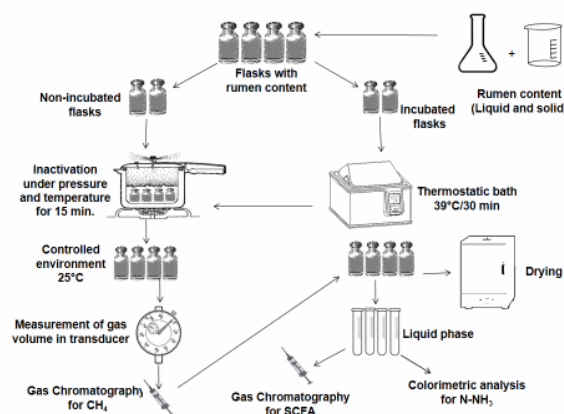 Flasks with
rumen content
+
Rumen content
(Liquid and solid)
Non-incubated
flasks
Incubated
flasks
Inactivation
under pressure
and temperature
for 15 min.
Thermostatic bath
39°C/30 min
Controlled
environment
25°C
Drying
Measurement of gas
volume in transducer
Liquid phase
Gas Chromatography
for CH₄
Gas Chromatography
for SCFA
Colorimetric analysis
for N-NH₃